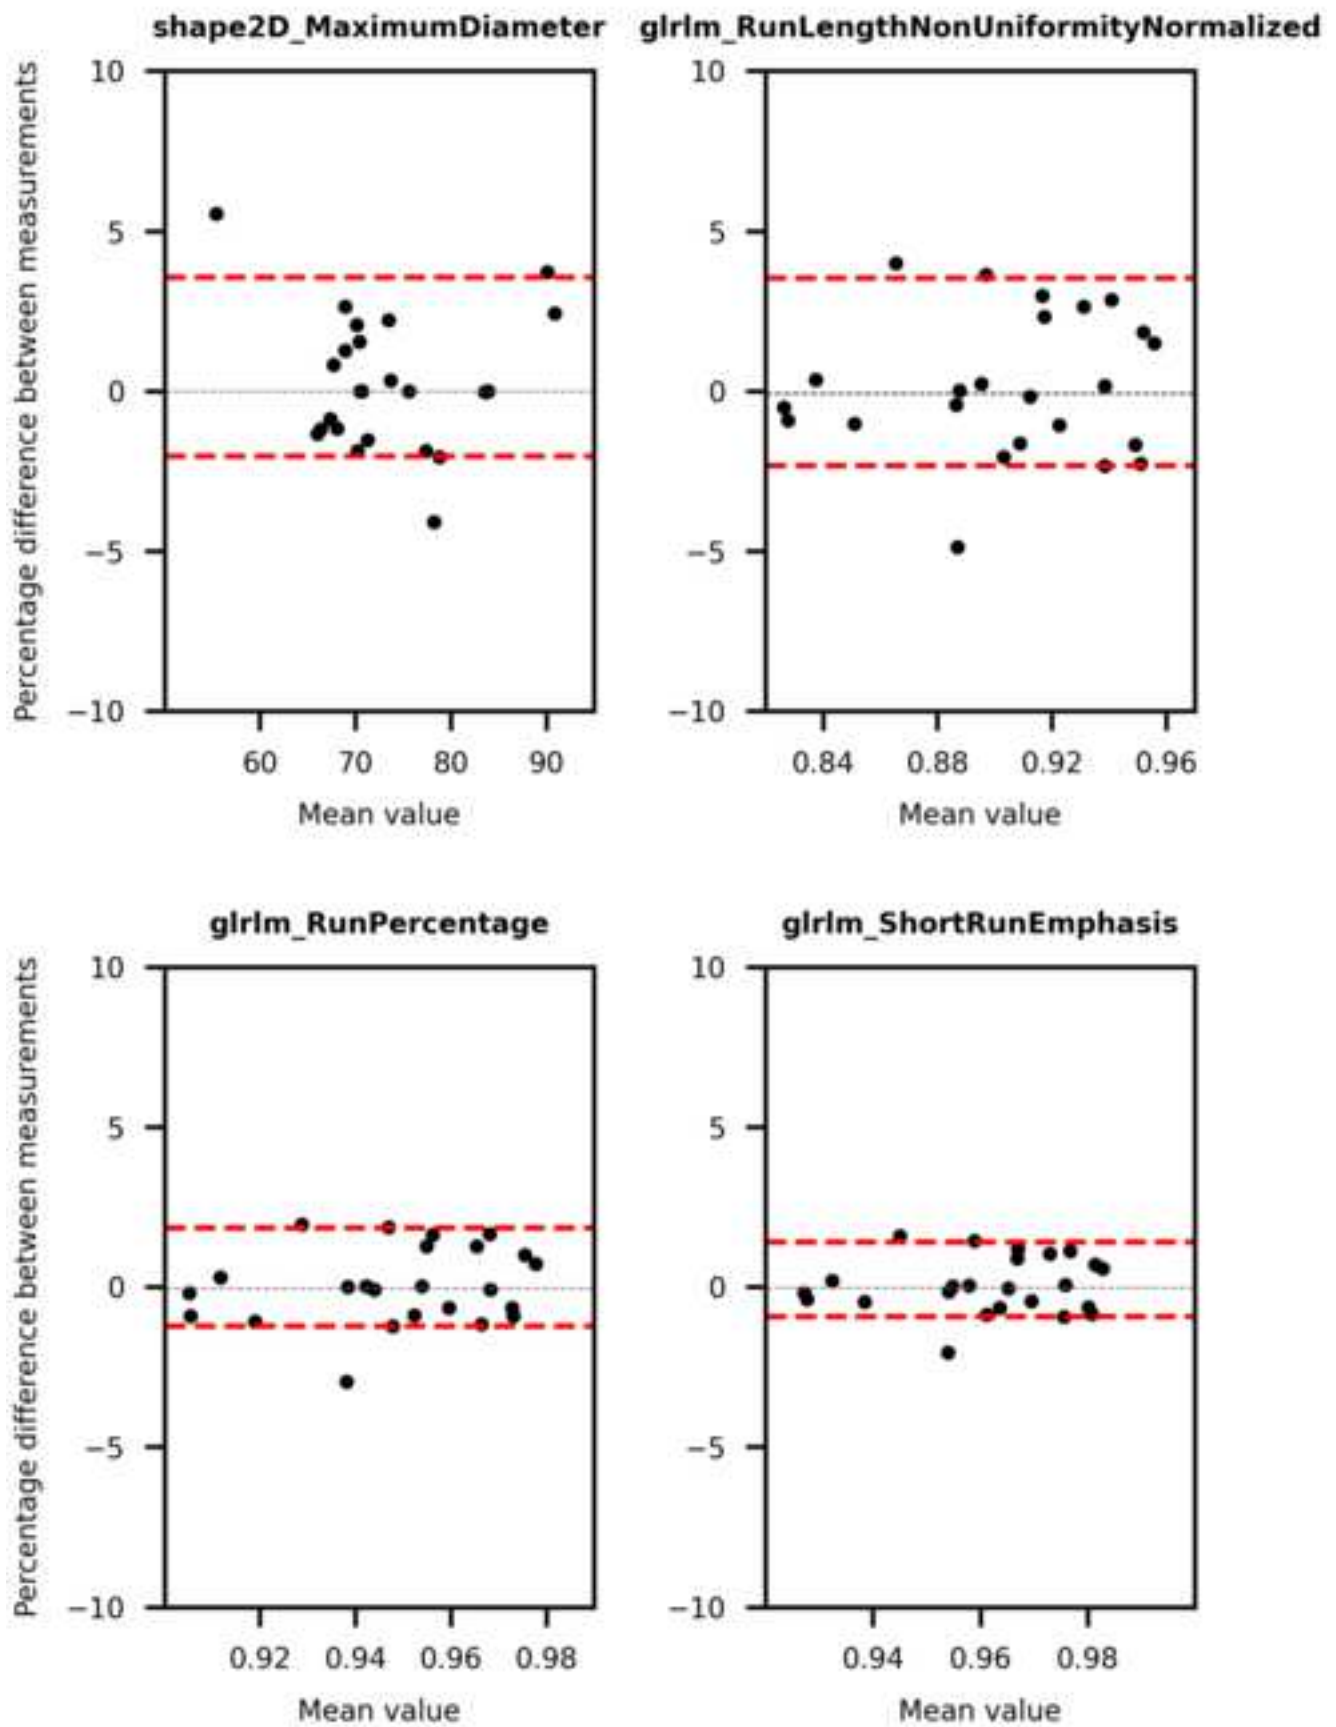 shape2D_MaximumDiameter
glrlm_RunLengthNonUniformityNormalized
Percentage difference between measurements
10
5
0
−5
−10
60 70 80 90
Mean value
10
5
0
−5
−10
0.84 0.88 0.92 0.96
Mean value
glrlm_RunPercentage
glrlm_ShortRunEmphasis
Percentage difference between measurements
10
5
0
−5
−10
0.92 0.94 0.96 0.98
Mean value
10
5
0
−5
−10
0.94 0.96 0.98
Mean value